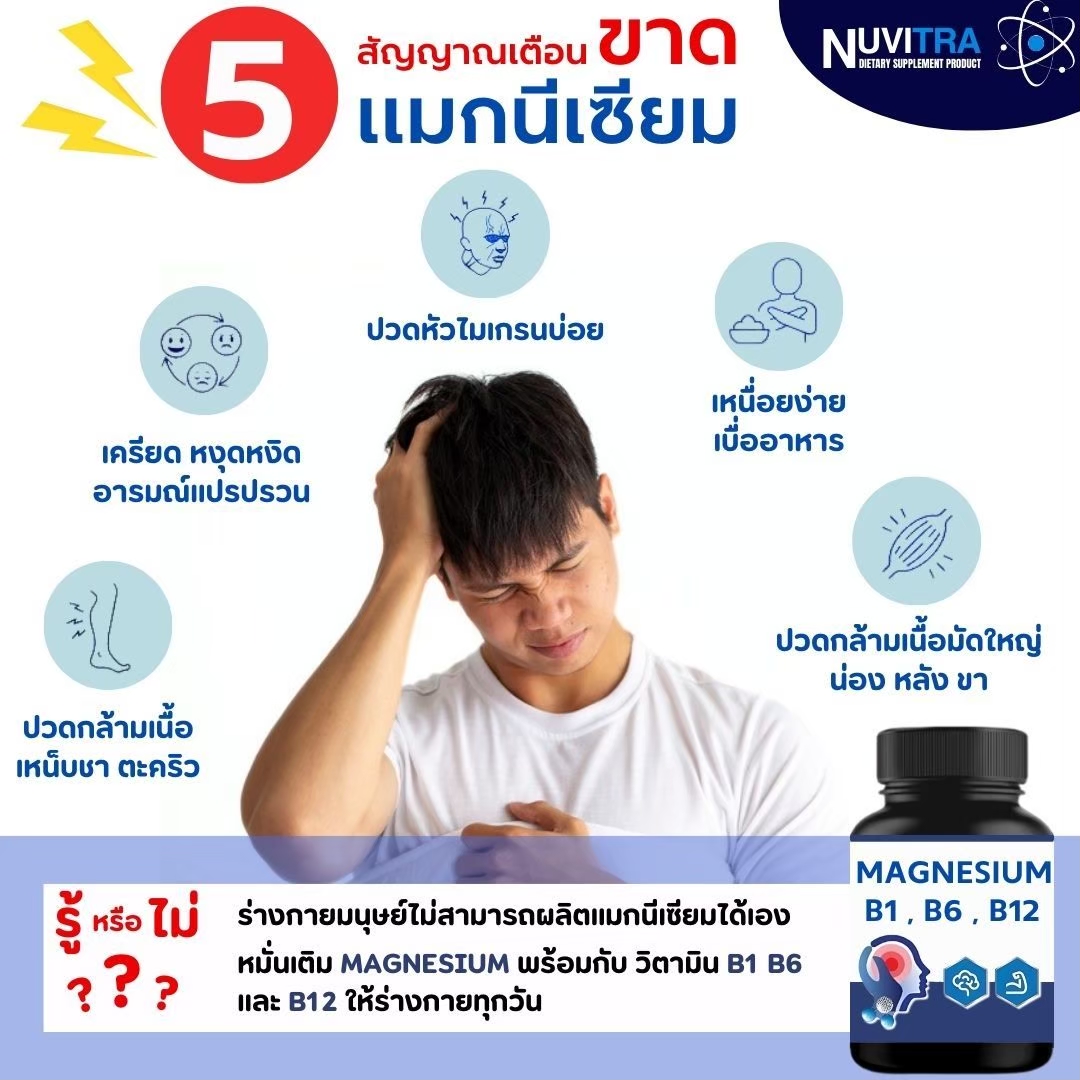 5
สัญญาณเตือน ขาด
แมกนีเซียม
NUVITRA
DIETARY SUPPLEMENT PRODUCT
ปวดหัวไมเกรนบ่อย
เครียด หงุดหงิด
อารมณ์แปรปรวน
เหนื่อยง่าย
เบื่ออาหาร
ปวดกล้ามเนื้อ
เหน็บชา ตะคริว
ปวดกล้ามเนื้อมัดใหญ่
น่อง หลัง ขา
รู้ หรือ ไม่
? ? ?
ร่างกายมนุษย์ไม่สามารถผลิตแมกนีเซียมได้เอง
หมั่นเติม MAGNESIUM พร้อมกับ วิตามิน B1 B6
และ B12 ให้ร่างกายทุกวัน
MAGNESIUM
B1 , B6 , B12